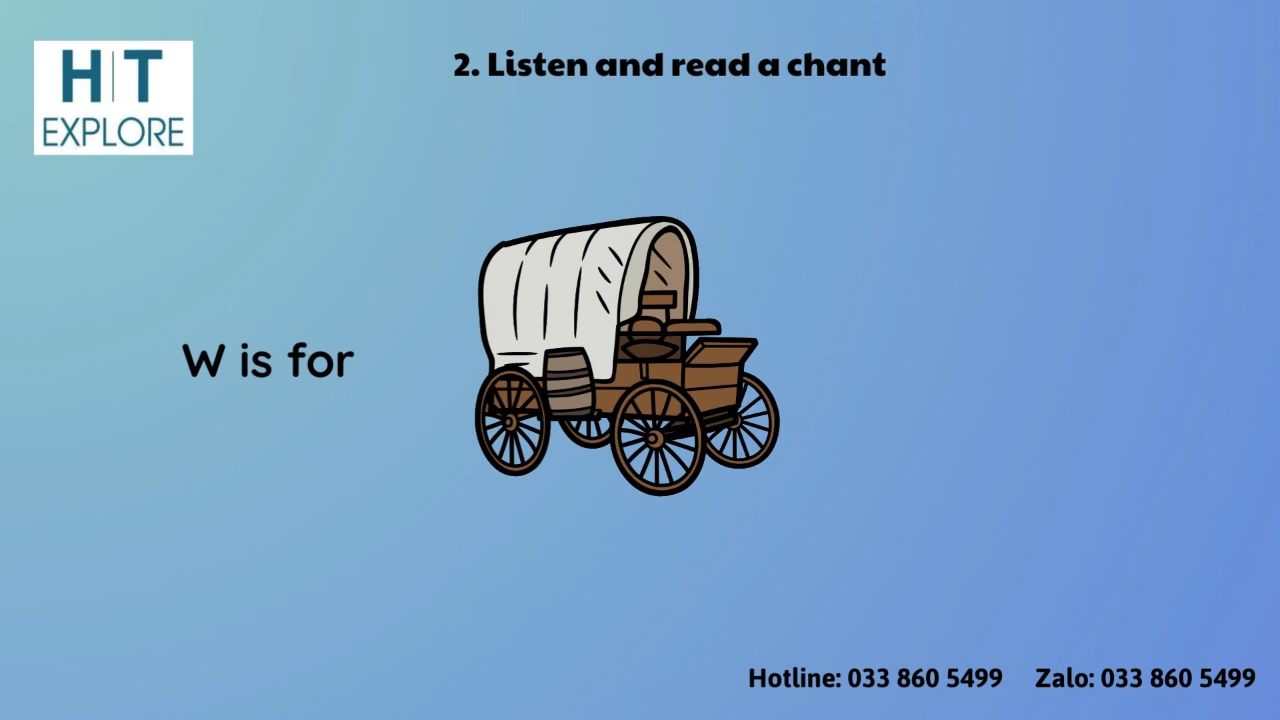 H|T
EXPLORE
2. Listen and read a chant
W is for
Hotline: 033 860 5499 Zalo: 033 860 5499